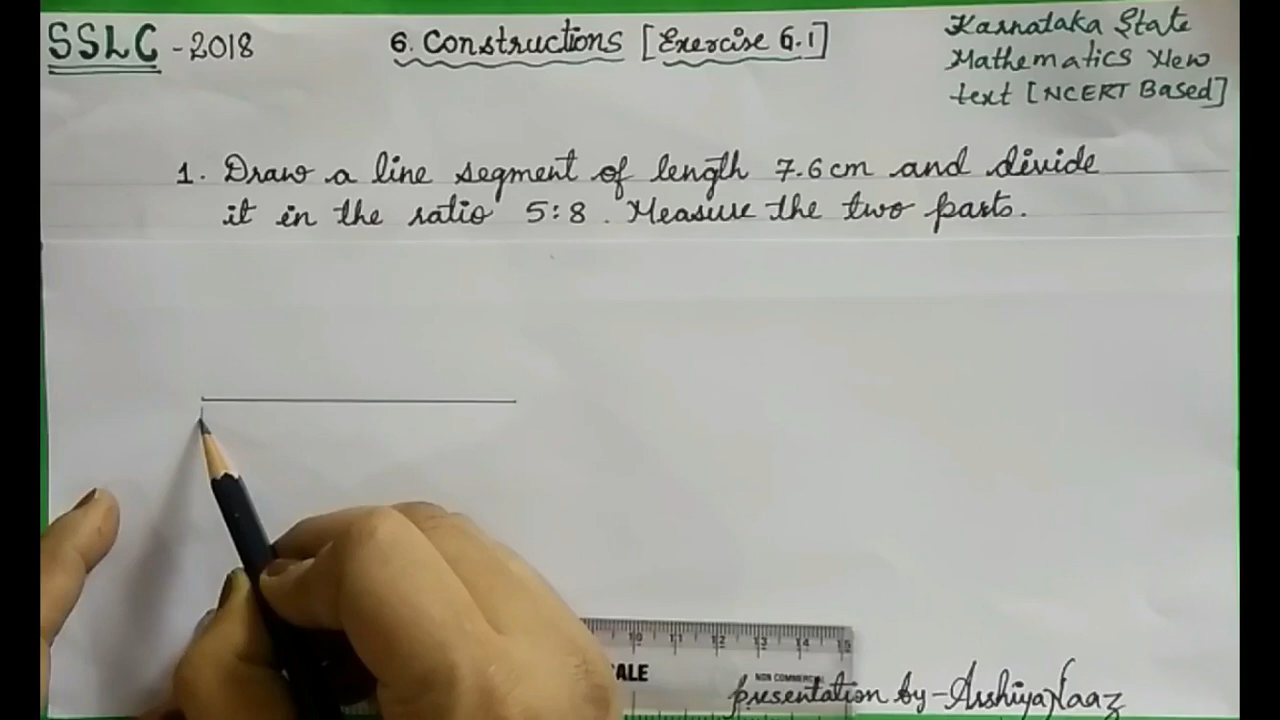 SSLC - 2018
6. Constructions [Exercise 6.1]
Karnataka State
Mathematics New
text [NCERT Based]
1. Draw a line segment of length 7.6 cm and divide
it in the ratio 5:8. Measure the two parts.
10 11 12 13 14 15
NON COMMERCIAL
presentation by - Arshiya Naaz